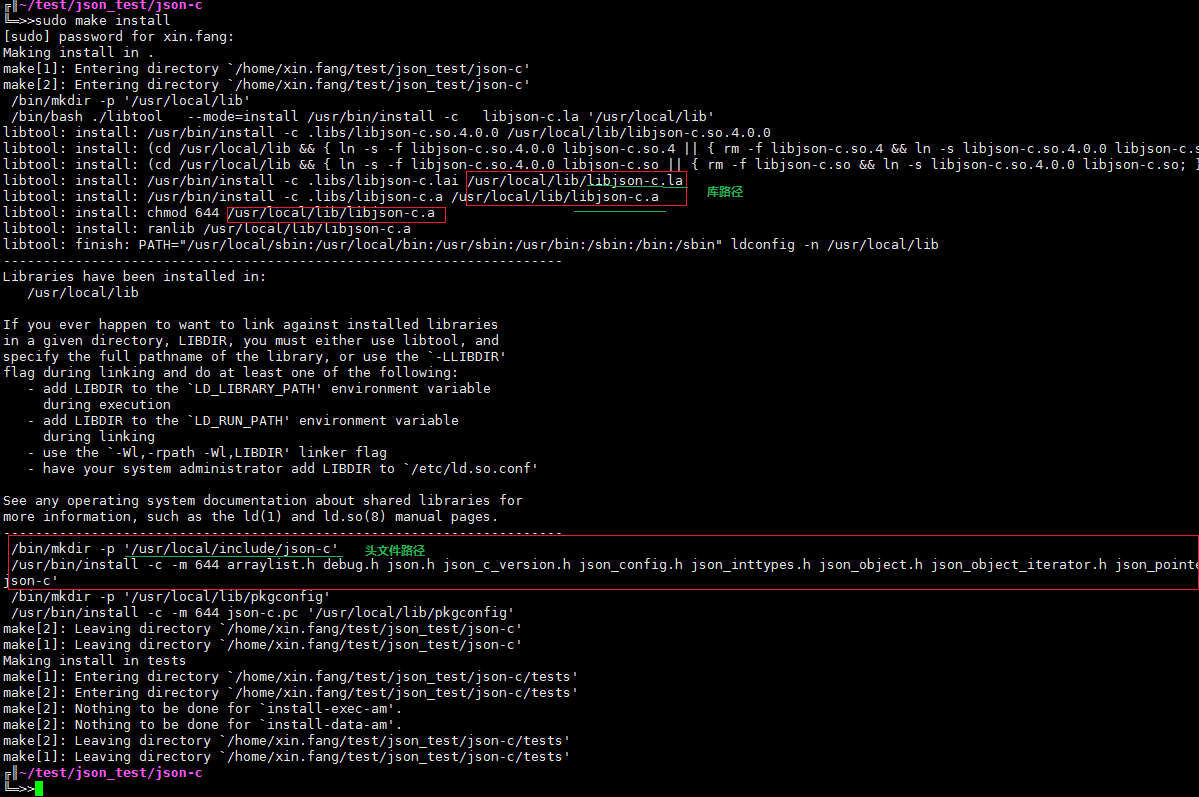 ~/test/json_test/json-c
>>sudo make install
[sudo] password for xin.fang:
Making install in .
make[1]: Entering directory `/home/xin.fang/test/json_test/json-c'
make[2]: Entering directory `/home/xin.fang/test/json_test/json-c'
/bin/mkdir -p '/usr/local/lib'
/bin/bash ./libtool   --mode=install /usr/bin/install -c   libjson-c.la '/usr/local/lib'
libtool: install: /usr/bin/install -c .libs/libjson-c.so.4.0.0 /usr/local/lib/libjson-c.so.4.0.0
libtool: install: (cd /usr/local/lib && { ln -s -f libjson-c.so.4.0.0 libjson-c.so.4 || { rm -f libjson-c.so.4 && ln -s libjson-c.so.4.0.0 libjson-c.s
libtool: install: (cd /usr/local/lib && { ln -s -f libjson-c.so.4.0.0 libjson-c.so || { rm -f libjson-c.so && ln -s libjson-c.so.4.0.0 libjson-c.so; }
libtool: install: /usr/bin/install -c .libs/libjson-c.lai /usr/local/lib/libjson-c.la
库路径
libtool: install: /usr/bin/install -c .libs/libjson-c.a /usr/local/lib/libjson-c.a
libtool: install: chmod 644 /usr/local/lib/libjson-c.a
libtool: install: ranlib /usr/local/lib/libjson-c.a
libtool: finish: PATH="/usr/local/sbin:/usr/local/bin:/usr/sbin:/usr/bin:/sbin:/bin:/sbin" ldconfig -n /usr/local/lib
----------------------------------------------------------------------
Libraries have been installed in:
   /usr/local/lib
If you ever happen to want to link against installed libraries
in a given directory, LIBDIR, you must either use libtool, and
specify the full pathname of the library, or use the `-LLIBDIR'
flag during linking and do at least one of the following:
   - add LIBDIR to the `LD_LIBRARY_PATH' environment variable
     during execution
   - add LIBDIR to the `LD_RUN_PATH' environment variable
     during linking
   - use the `-Wl,-rpath -Wl,LIBDIR' linker flag
   - have your system administrator add LIBDIR to `/etc/ld.so.conf'
See any operating system documentation about shared libraries for
more information, such as the ld(1) and ld.so(8) manual pages.
----------------------------------------------------------------------
/bin/mkdir -p '/usr/local/include/json-c' 头文件路径
/usr/bin/install -c -m 644 arraylist.h debug.h json.h json_c_version.h json_config.h json_inttypes.h json_object.h json_object_iterator.h json_pointe
json-c'
/bin/mkdir -p '/usr/local/lib/pkgconfig'
/usr/bin/install -c -m 644 json-c.pc '/usr/local/lib/pkgconfig'
make[2]: Leaving directory `/home/xin.fang/test/json_test/json-c'
make[1]: Leaving directory `/home/xin.fang/test/json_test/json-c'
Making install in tests
make[1]: Entering directory `/home/xin.fang/test/json_test/json-c/tests'
make[2]: Entering directory `/home/xin.fang/test/json_test/json-c/tests'
make[2]: Nothing to be done for `install-exec-am'.
make[2]: Nothing to be done for `install-data-am'.
make[2]: Leaving directory `/home/xin.fang/test/json_test/json-c/tests'
make[1]: Leaving directory `/home/xin.fang/test/json_test/json-c/tests'
~/test/json_test/json-c
>>